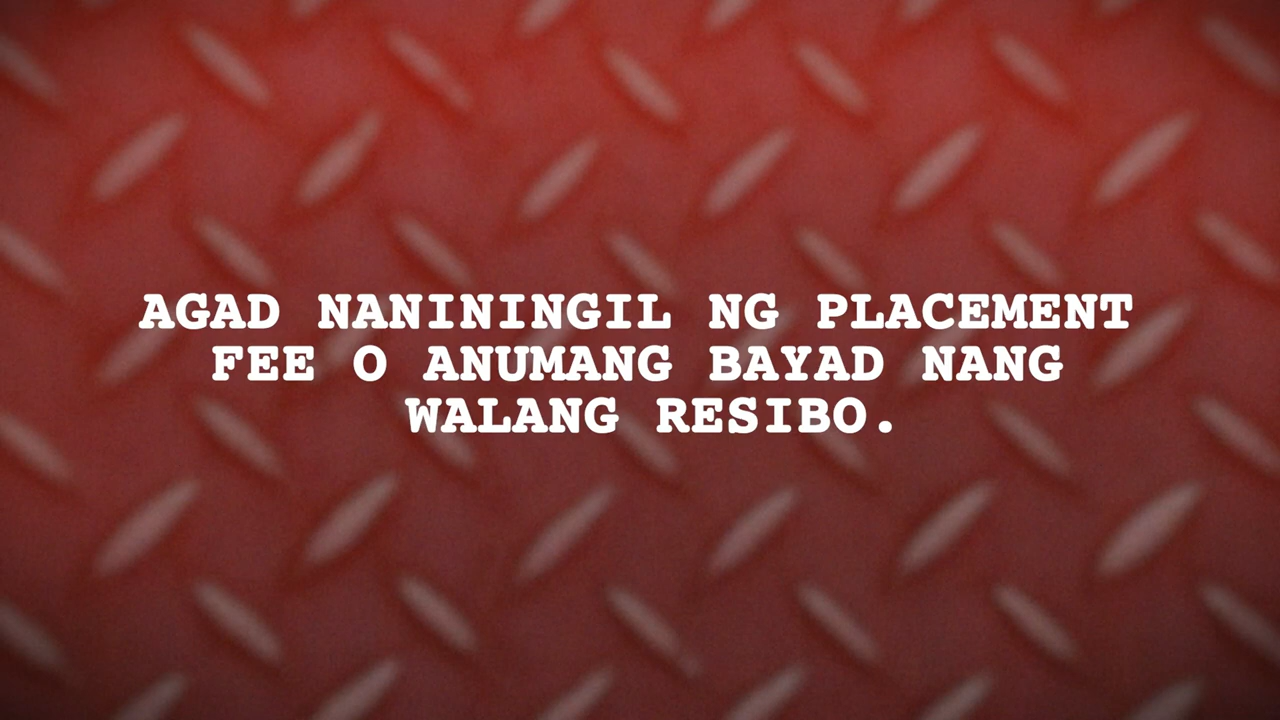 AGAD NANININGIL NG PLACEMENT
FEE O ANUMANG BAYAD NANG
WALANG RESIBO.